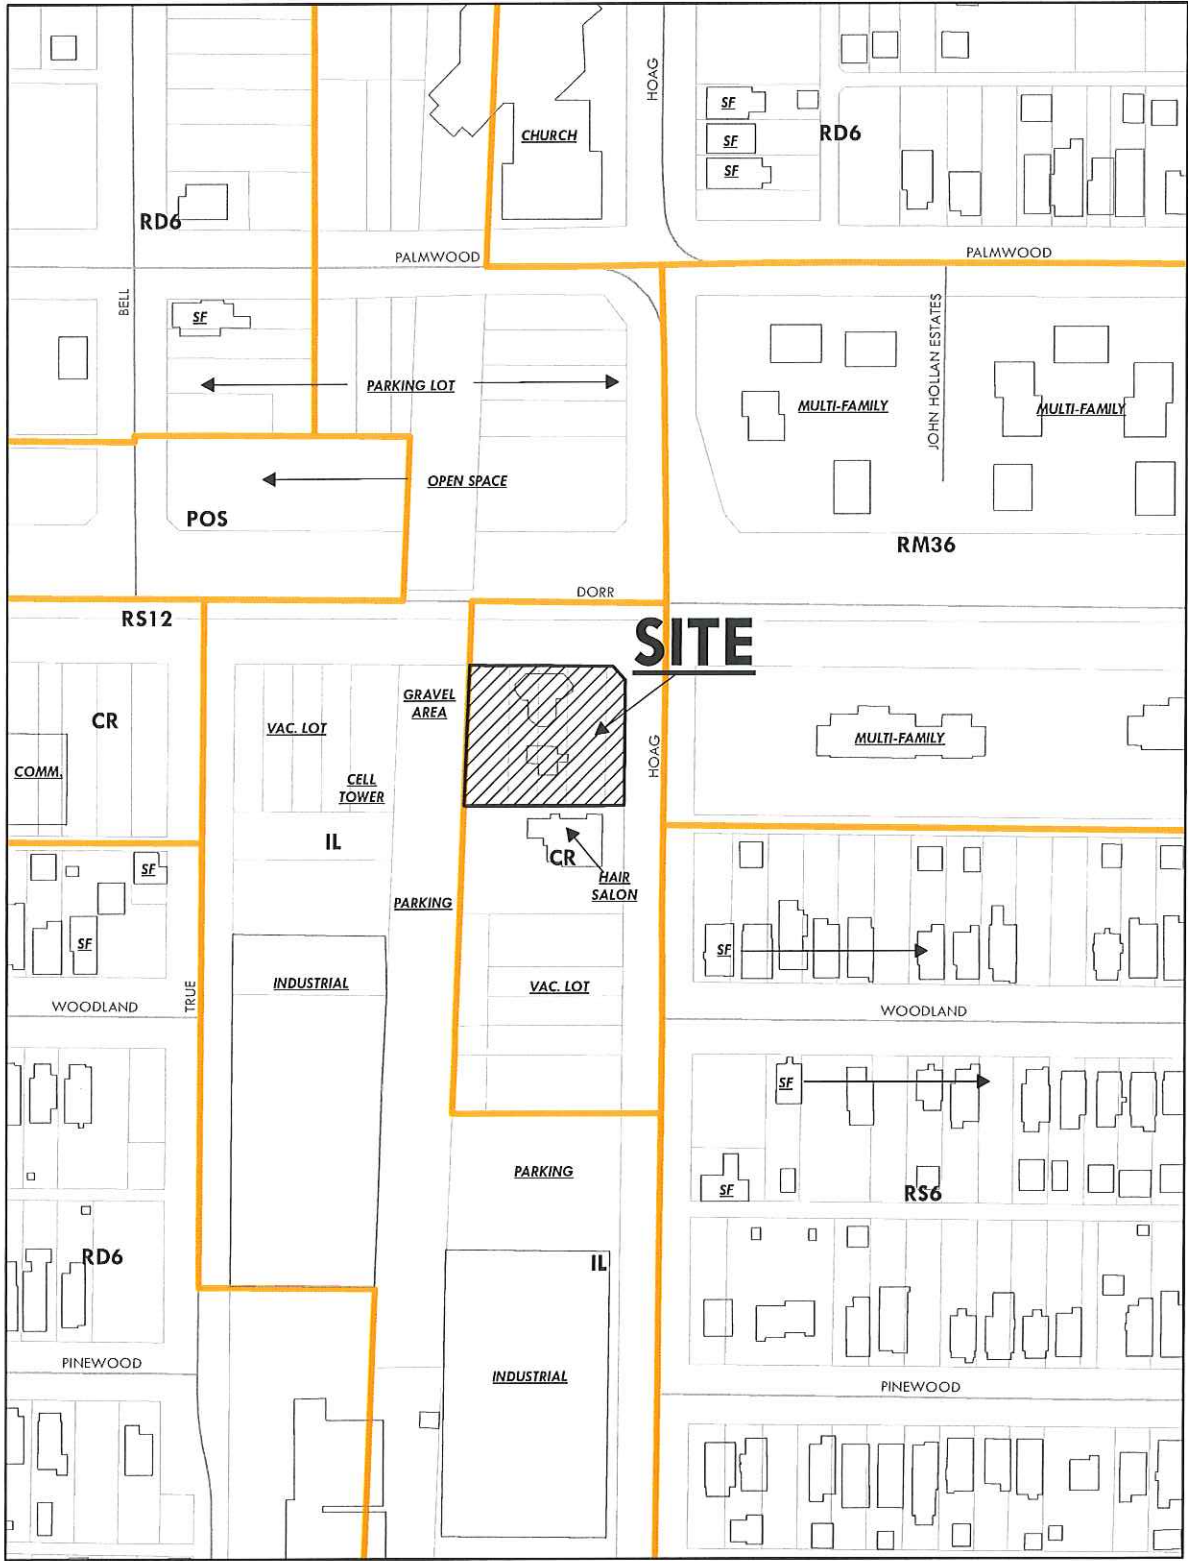 HOAG
SF
CHURCH
SF
RD6
SF
RD6
PALMWOOD
PALMWOOD
BELL
SF
JOHN HOLLAN ESTATES
PARKING LOT
MULTI-FAMILY
MULTI-FAMILY
OPEN SPACE
POS
RM36
DORR
RS12
SITE
GRAVEL
AREA
CR
VAC. LOT
MULTI-FAMILY
HOAG
COMM.
CELL
TOWER
IL
CR
SF
HAIR
SALON
PARKING
SF
SF
INDUSTRIAL
VAC. LOT
TRUE
WOODLAND
WOODLAND
SF
PARKING
SF
RS6
RD6
IL
PINEWOOD
INDUSTRIAL
PINEWOOD